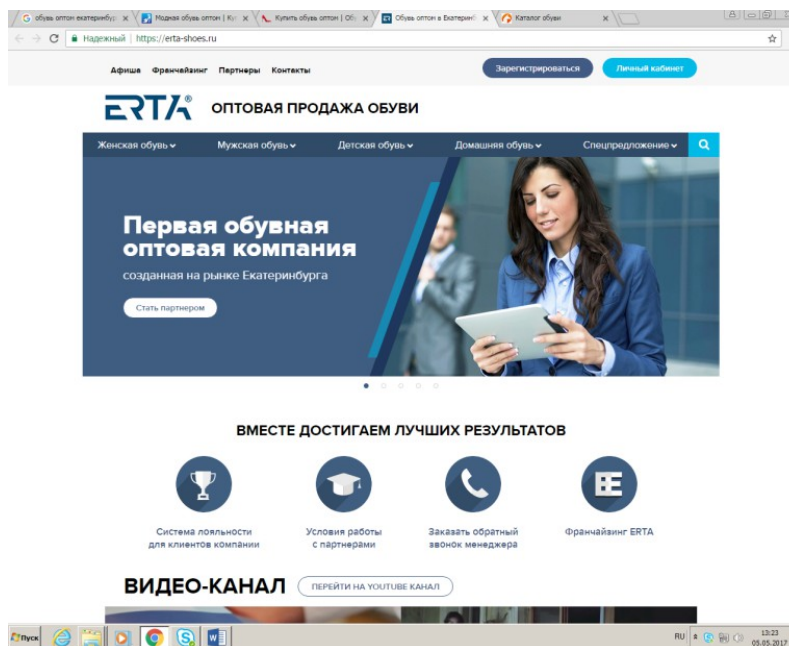 обувь оптом екатеринбур
Модная обувь оптом | Куп
Купить обувь оптом | Об
Обувь оптом в Екатеринб
Каталог обуви
Надежный | https://erta-shoes.ru
Афиша Франчайзинг Партнеры Контакты
Зарегистрироваться
Личный кабинет
ERTA® ОПТОВАЯ ПРОДАЖА ОБУВИ
Женская обувь Мужская обувь Детская обувь Домашняя обувь Спецпредложение
Первая обувная
оптовая компания
созданная на рынке Екатеринбурга
Стать партнером
ВМЕСТЕ ДОСТИГАЕМ ЛУЧШИХ РЕЗУЛЬТАТОВ
Система лояльности
для клиентов компании
Условия работы
с партнерами
Заказать обратный
звонок менеджера
Франчайзинг ERTA
ВИДЕО-КАНАЛ ПЕРЕЙТИ НА YOUTUBE КАНАЛ
Пуск
RU
13:23
05.05.2017